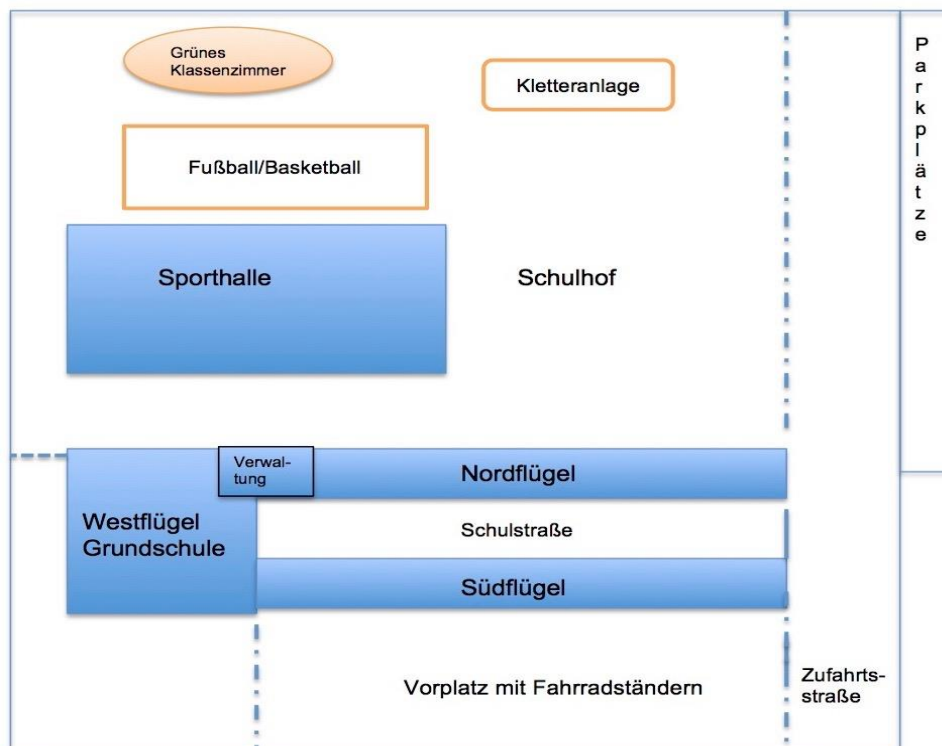 Grünes
Klassenzimmer
Kletteranlage
Parkplätze
Fußball/Basketball
Sporthalle
Schulhof
Verwal-
tung
Nordflügel
Westflügel
Grundschule
Schulstraße
Südflügel
Vorplatz mit Fahrradständern
Zufahrts-
straße